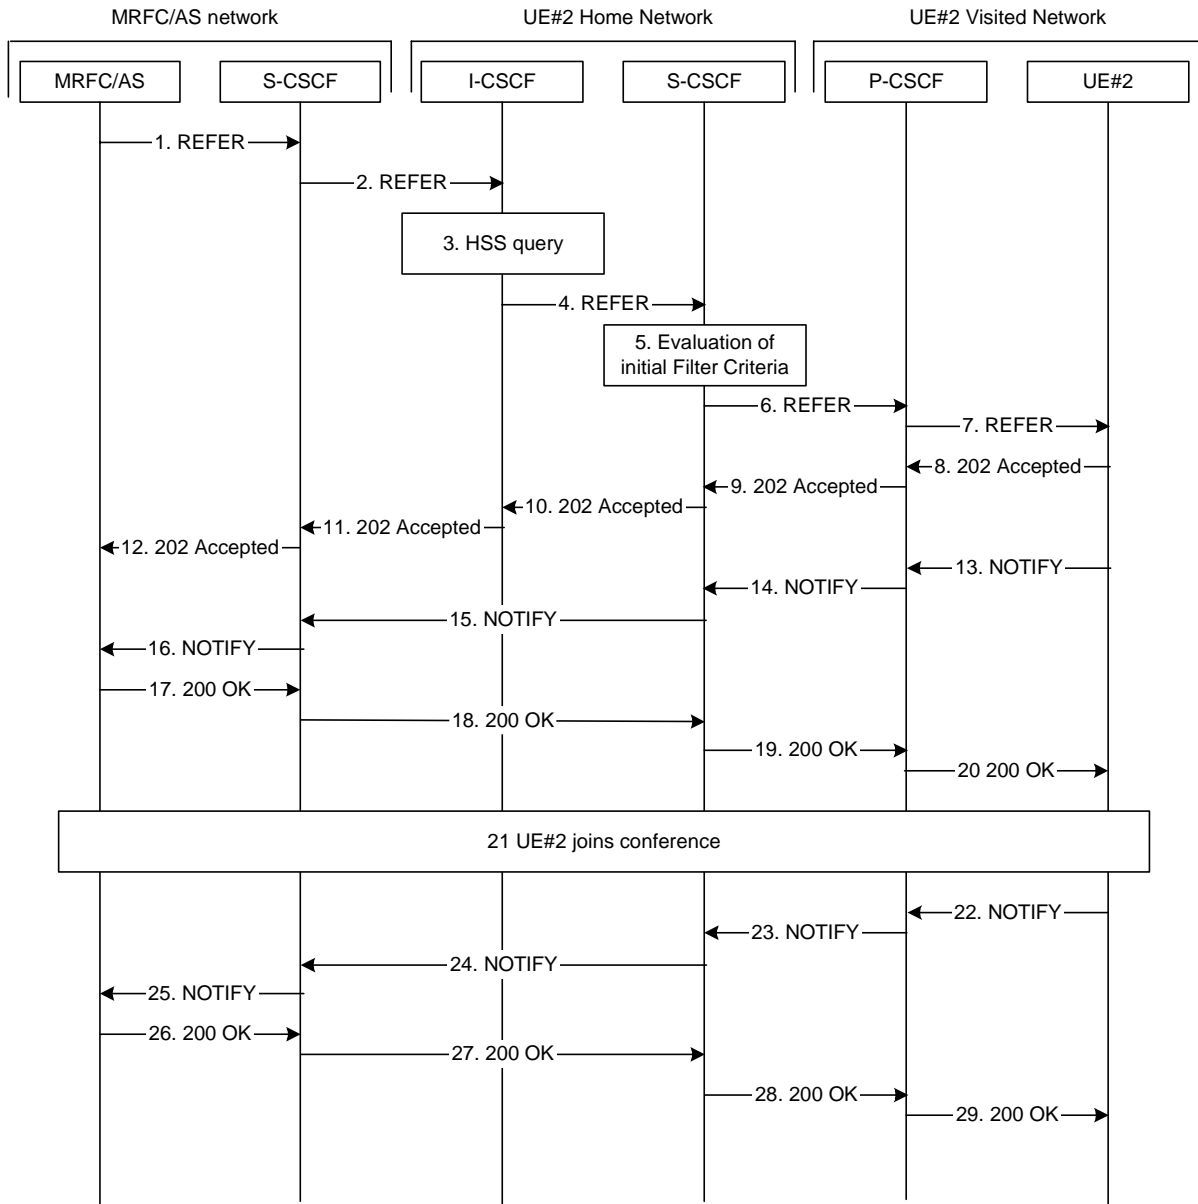 MRFC/AS network
UE#2 Home Network
UE#2 Visited Network
MRFC/AS
S-CSCF
I-CSCF
S-CSCF
P-CSCF
UE#2
1. REFER
2. REFER
3. HSS query
4. REFER
5. Evaluation of
initial Filter Criteria
6. REFER
7. REFER
8. 202 Accepted
9. 202 Accepted
10. 202 Accepted
11. 202 Accepted
12. 202 Accepted
13. NOTIFY
14. NOTIFY
15. NOTIFY
16. NOTIFY
17. 200 OK
18. 200 OK
19. 200 OK
20 200 OK
21 UE#2 joins conference
22. NOTIFY
23. NOTIFY
24. NOTIFY
25. NOTIFY
26. 200 OK
27. 200 OK
28. 200 OK
29. 200 OK